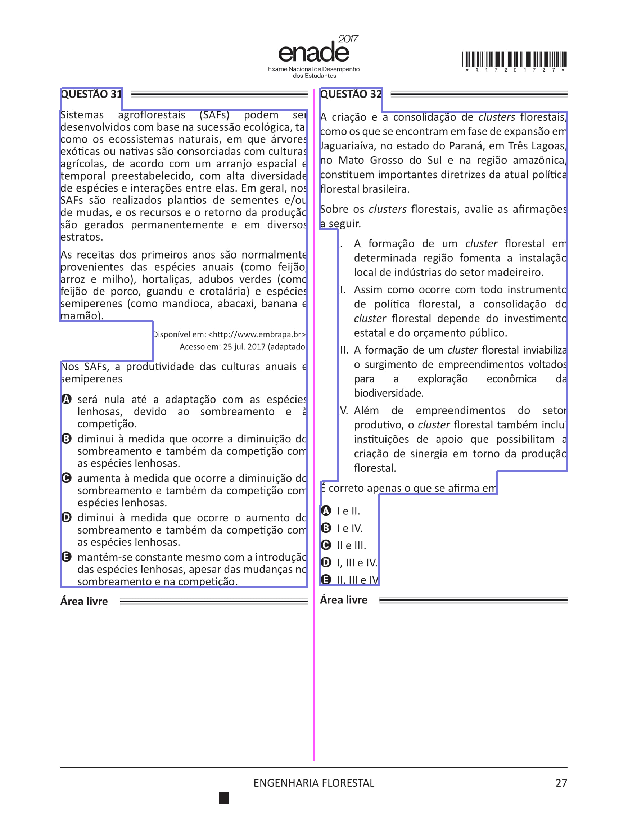 enade 2017
Exame Nacional de Desempenho
dos Estudantes
*R1720172 7*
QUESTÃO 31
Sistemas agroflorestais (SAFs) podem ser
desenvolvidos com base na sucessão ecológica, tal
como os ecossistemas naturais, em que árvores
exóticas ou nativas são consorciadas com culturas
agrícolas, de acordo com um arranjo espacial e
temporal preestabelecido, com alta diversidade
de espécies e interações entre elas. Em geral, nos
SAFs são realizados plantios de sementes e/ou
de mudas, e os recursos e o retorno da produção
são gerados permanentemente e em diversos
estratos.
As receitas dos primeiros anos são normalmente
provenientes das espécies anuais (como feijão,
arroz e milho), hortaliças, adubos verdes (como
feijão de porco, guandu e crotalária) e espécies
semiperenes (como mandioca, abacaxi, banana e
mamão).
Disponível em: <http://www.embrapa.br>.
Acesso em: 25 jul. 2017 (adaptado).
Nos SAFs, a produtividade das culturas anuais e
semiperenes
A será nula até a adaptação com as espécies
lenhosas, devido ao sombreamento e à
competição.
B diminui à medida que ocorre a diminuição do
sombreamento e também da competição com
as espécies lenhosas.
C aumenta à medida que ocorre a diminuição do
sombreamento e também da competição com
espécies lenhosas.
D diminui à medida que ocorre o aumento do
sombreamento e também da competição com
as espécies lenhosas.
E mantém-se constante mesmo com a introdução
das espécies lenhosas, apesar das mudanças no
sombreamento e na competição.
Área livre
QUESTÃO 32
A criação e a consolidação de clusters florestais,
como os que se encontram em fase de expansão em
Jaguariaíva, no estado do Paraná, em Três Lagoas,
no Mato Grosso do Sul e na região amazônica,
constituem importantes diretrizes da atual política
florestal brasileira.
Sobre os clusters florestais, avalie as afirmações
a seguir.
I. A formação de um cluster florestal em
determinada região fomenta a instalação
local de indústrias do setor madeireiro.
II. Assim como ocorre com todo instrumento
de política florestal, a consolidação do
cluster florestal depende do investimento
estatal e do orçamento público.
III. A formação de um cluster florestal inviabiliza
o surgimento de empreendimentos voltados
para a exploração econômica da
biodiversidade.
IV. Além de empreendimentos do setor
produtivo, o cluster florestal também inclui
instituições de apoio que possibilitam a
criação de sinergia em torno da produção
florestal.
É correto apenas o que se afirma em
A I e II.
B I e IV.
C II e III.
D I, III e IV.
E II, III e IV.
Área livre
ENGENHARIA FLORESTAL
27